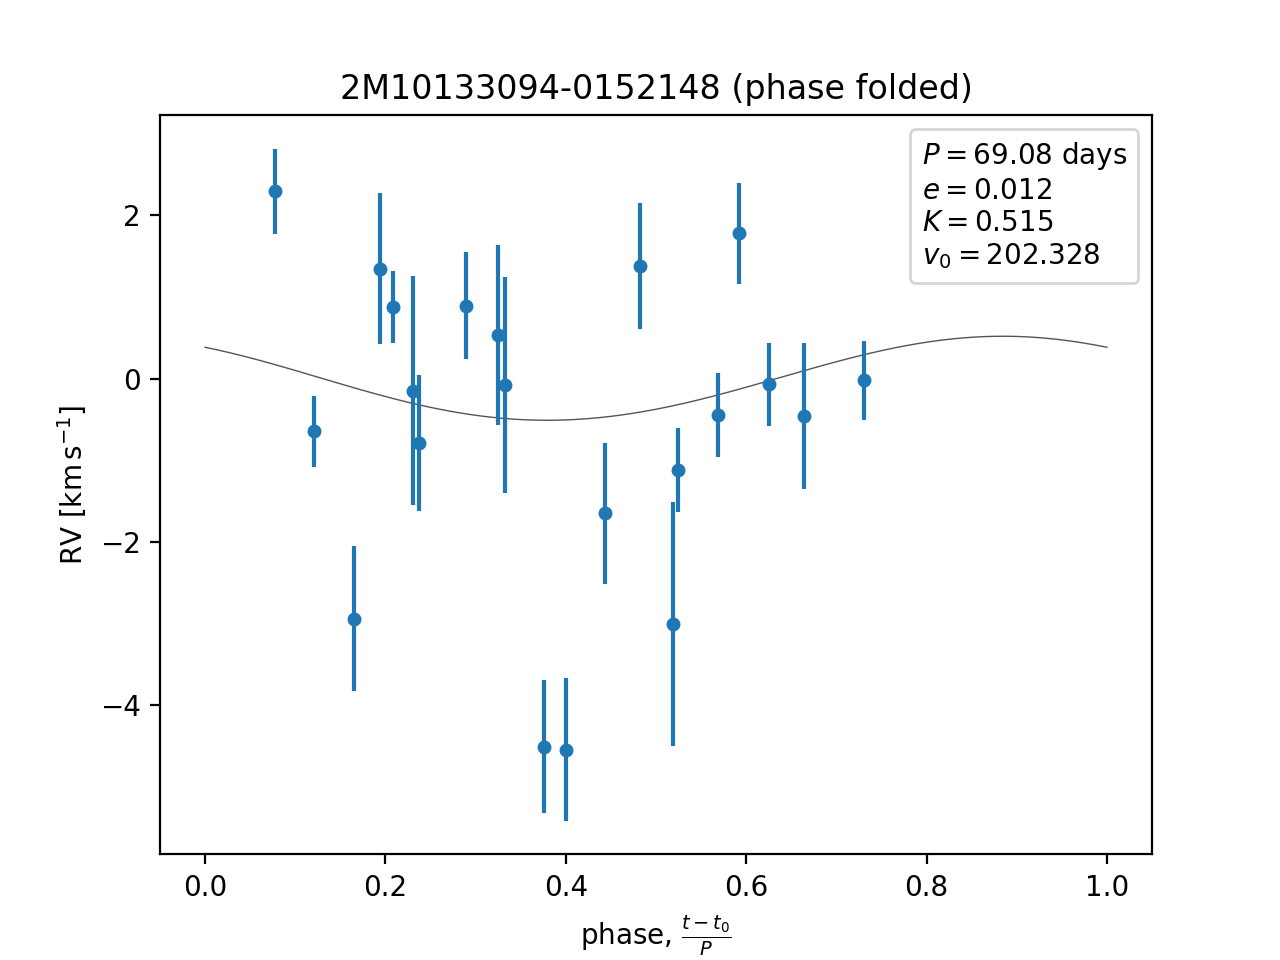 2M10133094-0152148 (phase folded)
P = 69.08 days
e = 0.012
K = 0.515
v₀ = 202.328
2
0
−2
−4
RV [km s⁻¹]
0.0 0.2 0.4 0.6 0.8 1.0
phase, (t − t₀)/P